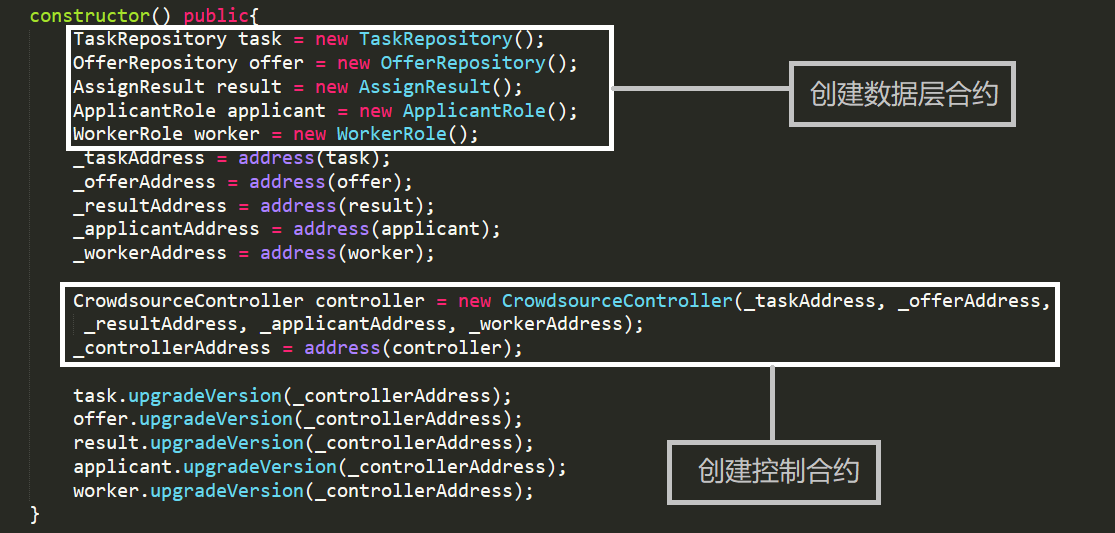 constructor() public{
TaskRepository task = new TaskRepository();
OfferRepository offer = new OfferRepository();
AssignResult result = new AssignResult();
ApplicantRole applicant = new ApplicantRole();
WorkerRole worker = new WorkerRole();
创建数据层合约
_taskAddress = address(task);
_offerAddress = address(offer);
_resultAddress = address(result);
_applicantAddress = address(applicant);
_workerAddress = address(worker);
CrowdsourceController controller = new CrowdsourceController(_taskAddress, _offerAddress,
_resultAddress, _applicantAddress, _workerAddress);
_controllerAddress = address(controller);
task.upgradeVersion(_controllerAddress);
offer.upgradeVersion(_controllerAddress);
result.upgradeVersion(_controllerAddress);
applicant.upgradeVersion(_controllerAddress);
worker.upgradeVersion(_controllerAddress);
创建控制合约
}